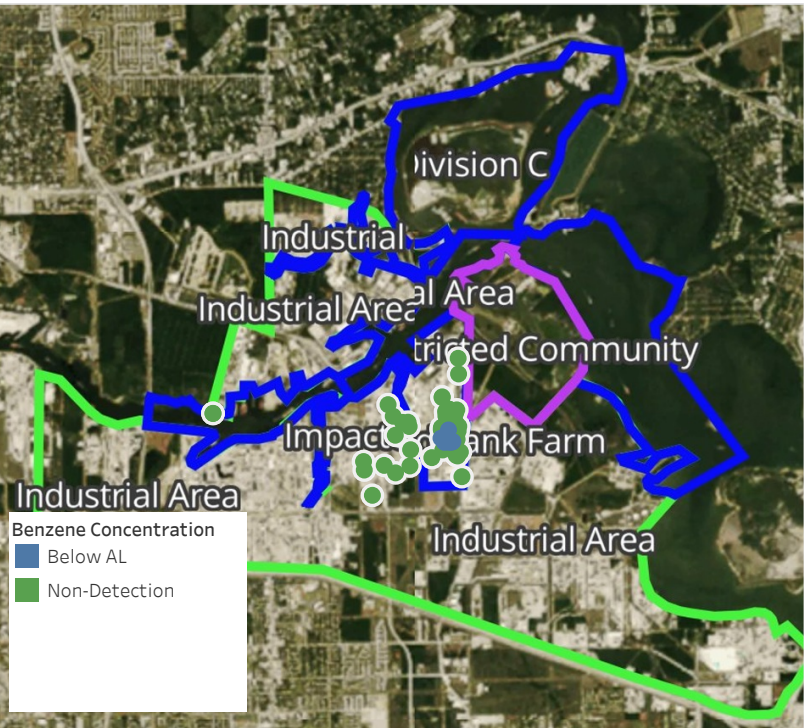 Division C
Industrial
al Area
Industrial Area
tricted Community
Impact
ank Farm
Industrial Area
Industrial Area
Benzene Concentration
Below AL
Non-Detection